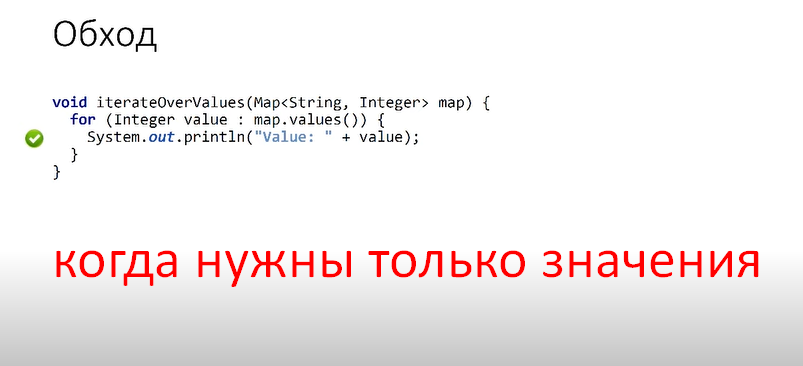 Обход
void iterateOverValues(Map<String, Integer> map) {
for (Integer value : map.values()) {
System.out.println("Value: " + value);
}
}
когда нужны только значения